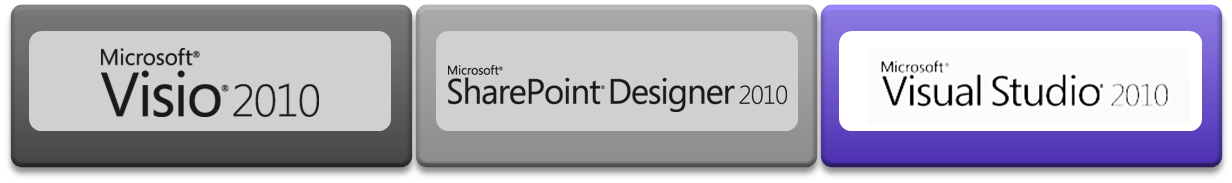 Microsoft®
Visio® 2010
Microsoft®
SharePoint® Designer 2010
Microsoft®
Visual Studio® 2010